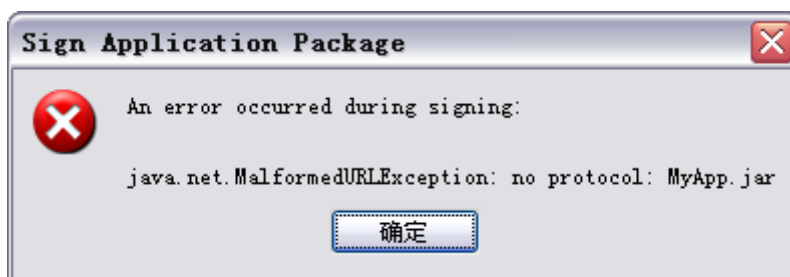 Sign Application Package
An error occurred during signing:
java.net.MalformedURLException: no protocol: MyApp.jar
确定